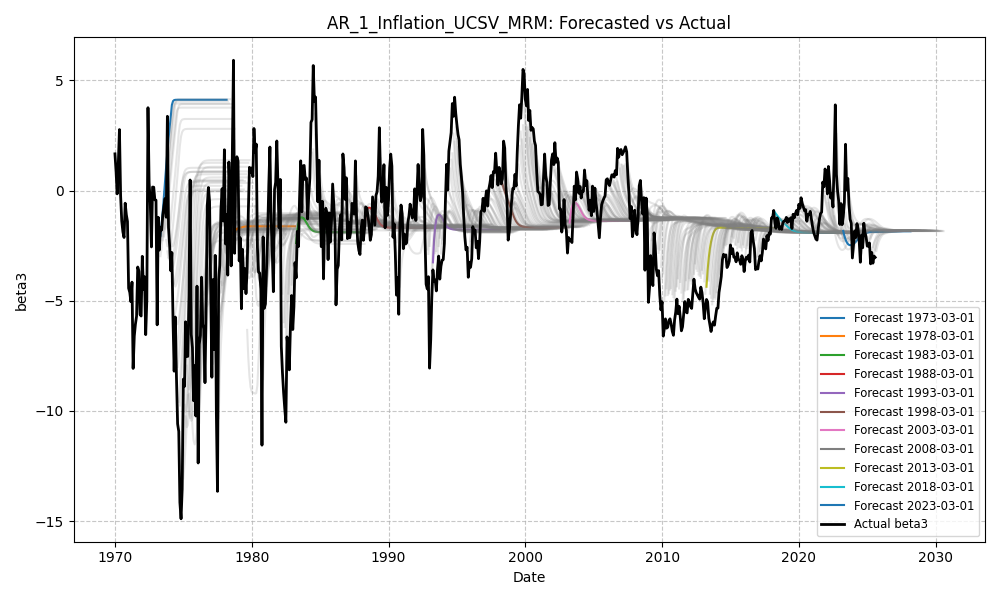 AR_1_Inflation_UCSV_MRM: Forecasted vs Actual
beta3
5
0
−5
−10
−15
1970
1980
1990
2000
2010
2020
2030
Date
Forecast 1973-03-01
Forecast 1978-03-01
Forecast 1983-03-01
Forecast 1988-03-01
Forecast 1993-03-01
Forecast 1998-03-01
Forecast 2003-03-01
Forecast 2008-03-01
Forecast 2013-03-01
Forecast 2018-03-01
Forecast 2023-03-01
Actual beta3